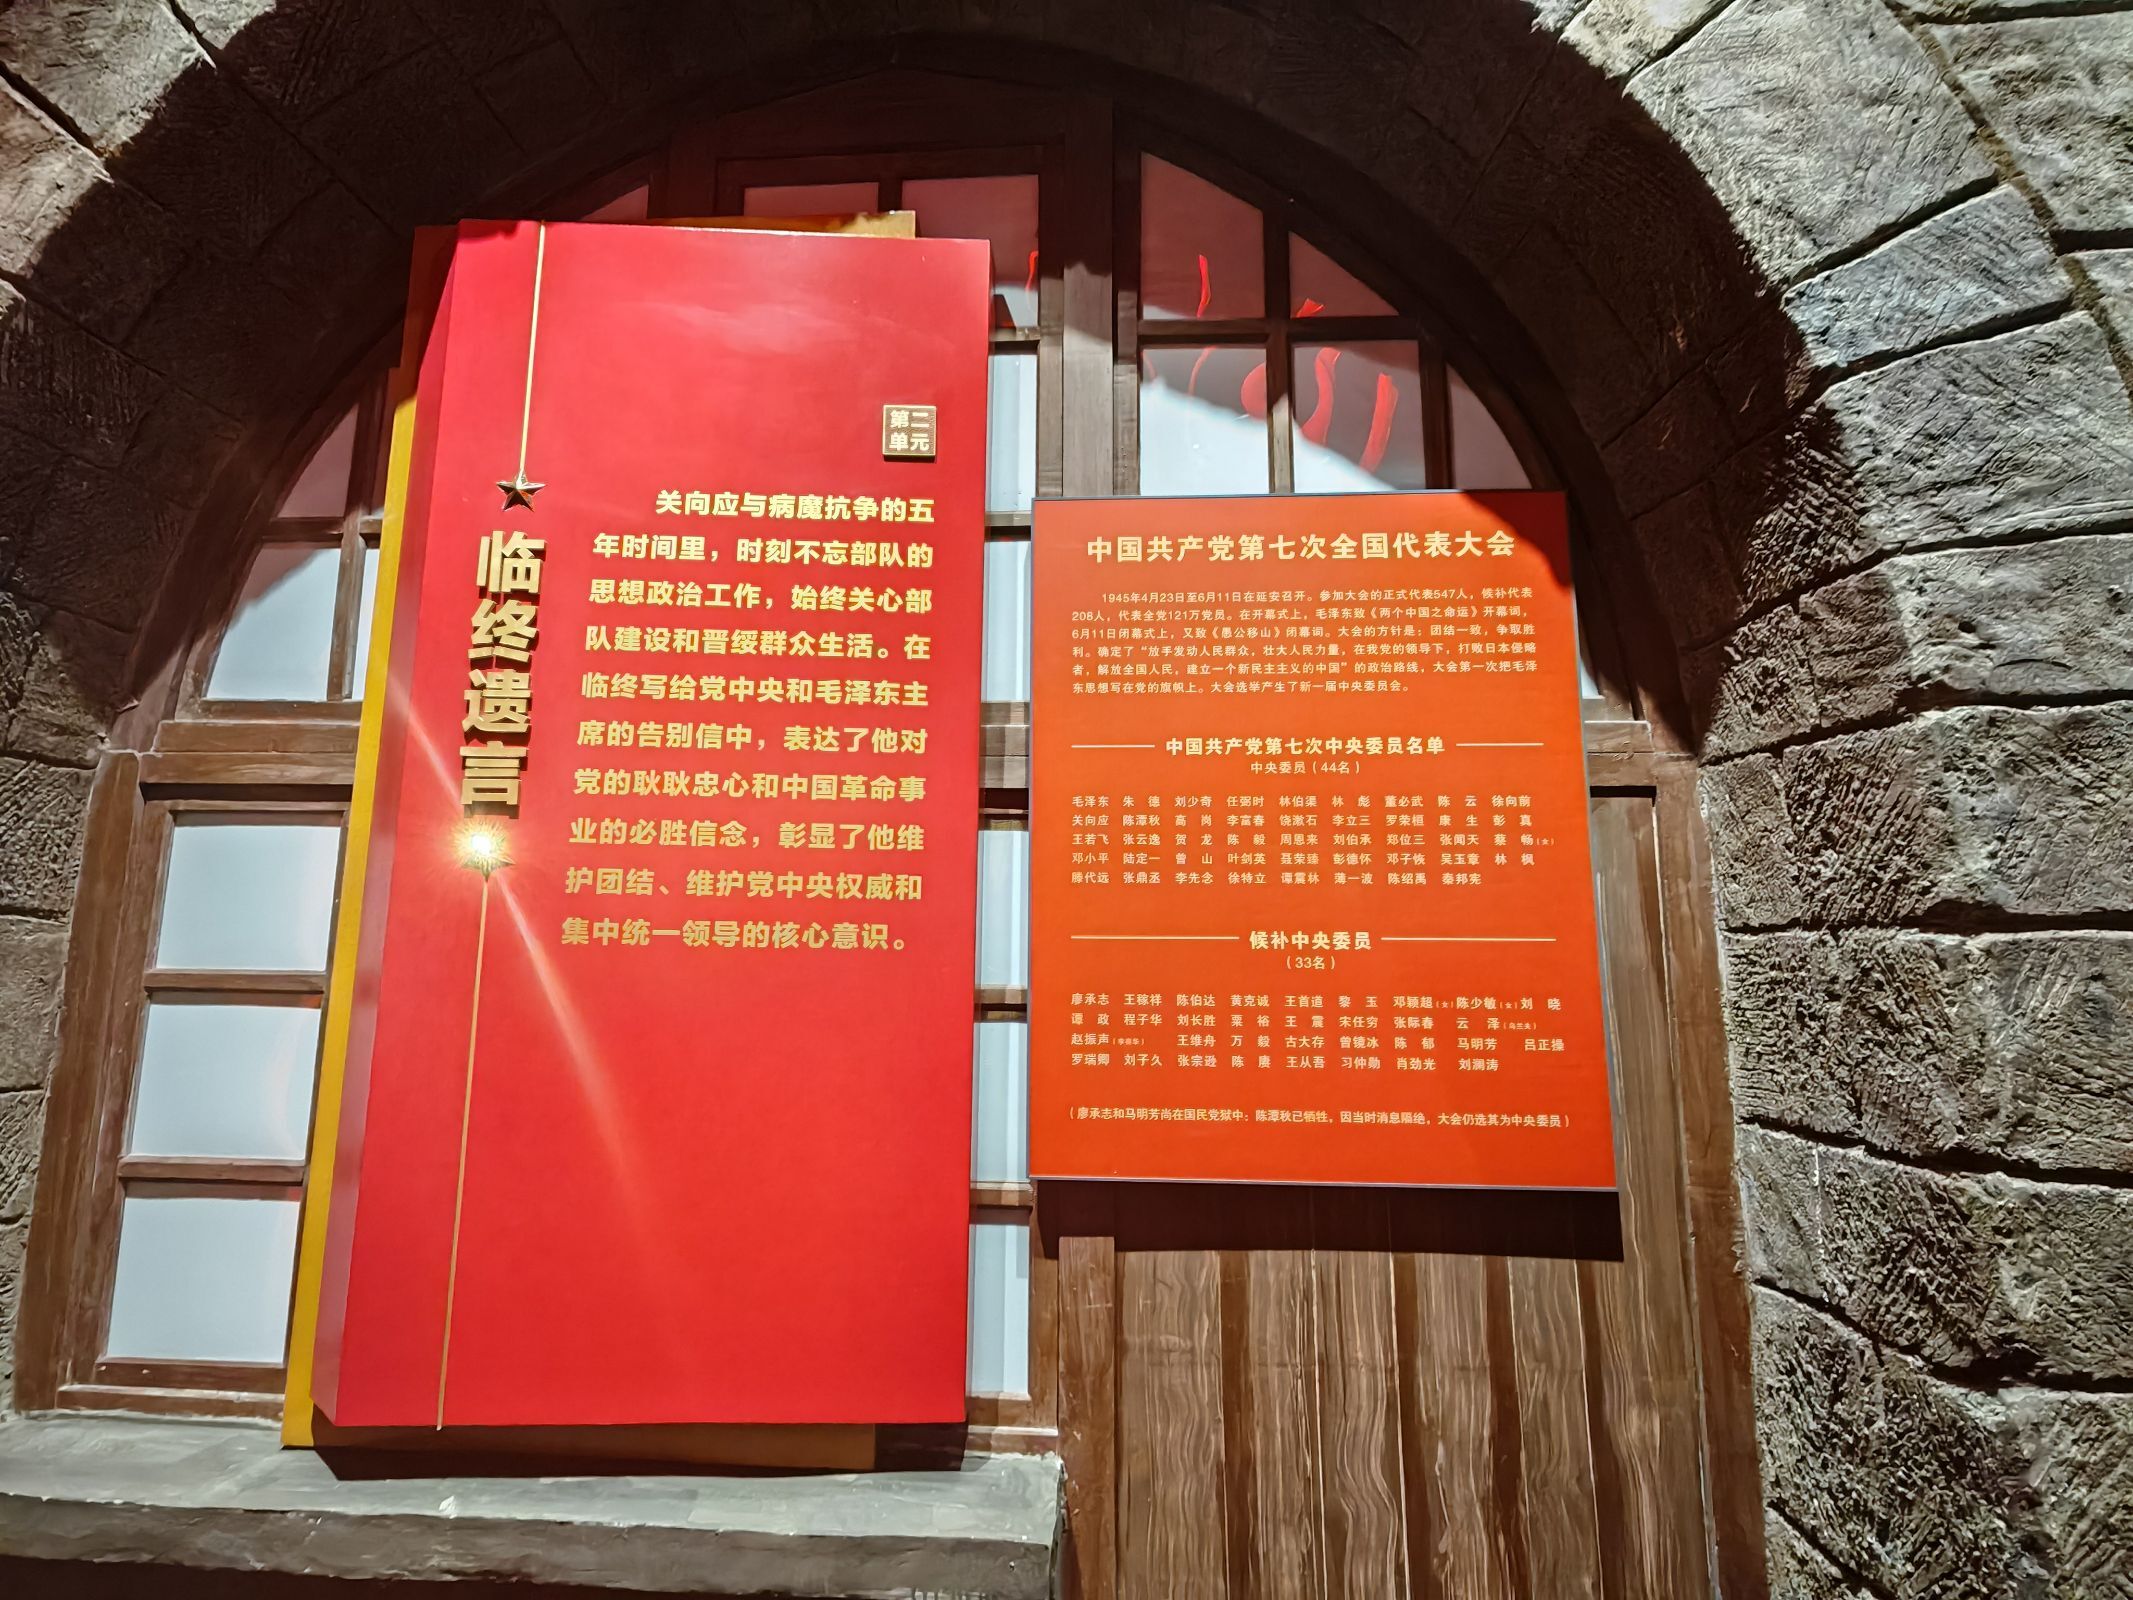 第二
单元
临终遗言
关向应与病魔抗争的五
年时间里，时刻不忘部队的
思想政治工作，始终关心部
队建设和晋绥群众生活。在
临终写给党中央和毛泽东主
席的告别信中，表达了他对
党的耿耿忠心和中国革命事
业的必胜信念，彰显了他维
护团结、维护党中央权威和
集中统一领导的核心意识。
中国共产党第七次全国代表大会
1945年4月23日至6月11日在延安召开。参加大会的正式代表547人，候补代表
208人，代表全党121万党员。在开幕式上，毛泽东致《两个中国之命运》开幕词，
6月11日闭幕式上，又致《愚公移山》闭幕词。大会的方针是：团结一致，争取胜
利。确定了“放手发动人民群众，壮大人民力量，在我党的领导下，打败日本侵略
者，解放全国人民，建立一个新民主主义的中国”的政治路线，大会第一次把毛泽
东思想写在党的旗帜上。大会选举产生了新一届中央委员会。
中国共产党第七次中央委员名单
中央委员（44名）
毛泽东 朱 德 刘少奇 任弼时 林伯渠 林 彪 董必武 陈 云 徐向前
关向应 陈潭秋 高 岗 李富春 饶漱石 李立三 罗荣桓 康 生 彭 真
王若飞 张云逸 贺 龙 陈 毅 周恩来 刘伯承 郑位三 张闻天 蔡 畅（女）
邓小平 陆定一 曾 山 叶剑英 聂荣臻 彭德怀 邓子恢 吴玉章 林 枫
滕代远 张鼎丞 李先念 徐特立 谭震林 薄一波 陈绍禹 秦邦宪
候补中央委员
（33名）
廖承志 王稼祥 陈伯达 黄克诚 王首道 黎 玉 邓颖超（女）陈少敏（女）刘 晓
谭 政 程子华 刘长胜 粟 裕 王 震 宋任穷 张际春 云 泽（乌兰夫）
赵振声（李葆华） 王维舟 万 毅 古大存 曾镜冰 陈 郁 马明芳 吕正操
罗瑞卿 刘子久 张宗逊 陈 赓 王从吾 习仲勋 肖劲光 刘澜涛
（廖承志和马明芳尚在国民党狱中；陈潭秋已牺牲，因当时消息隔绝，大会仍选其为中央委员）